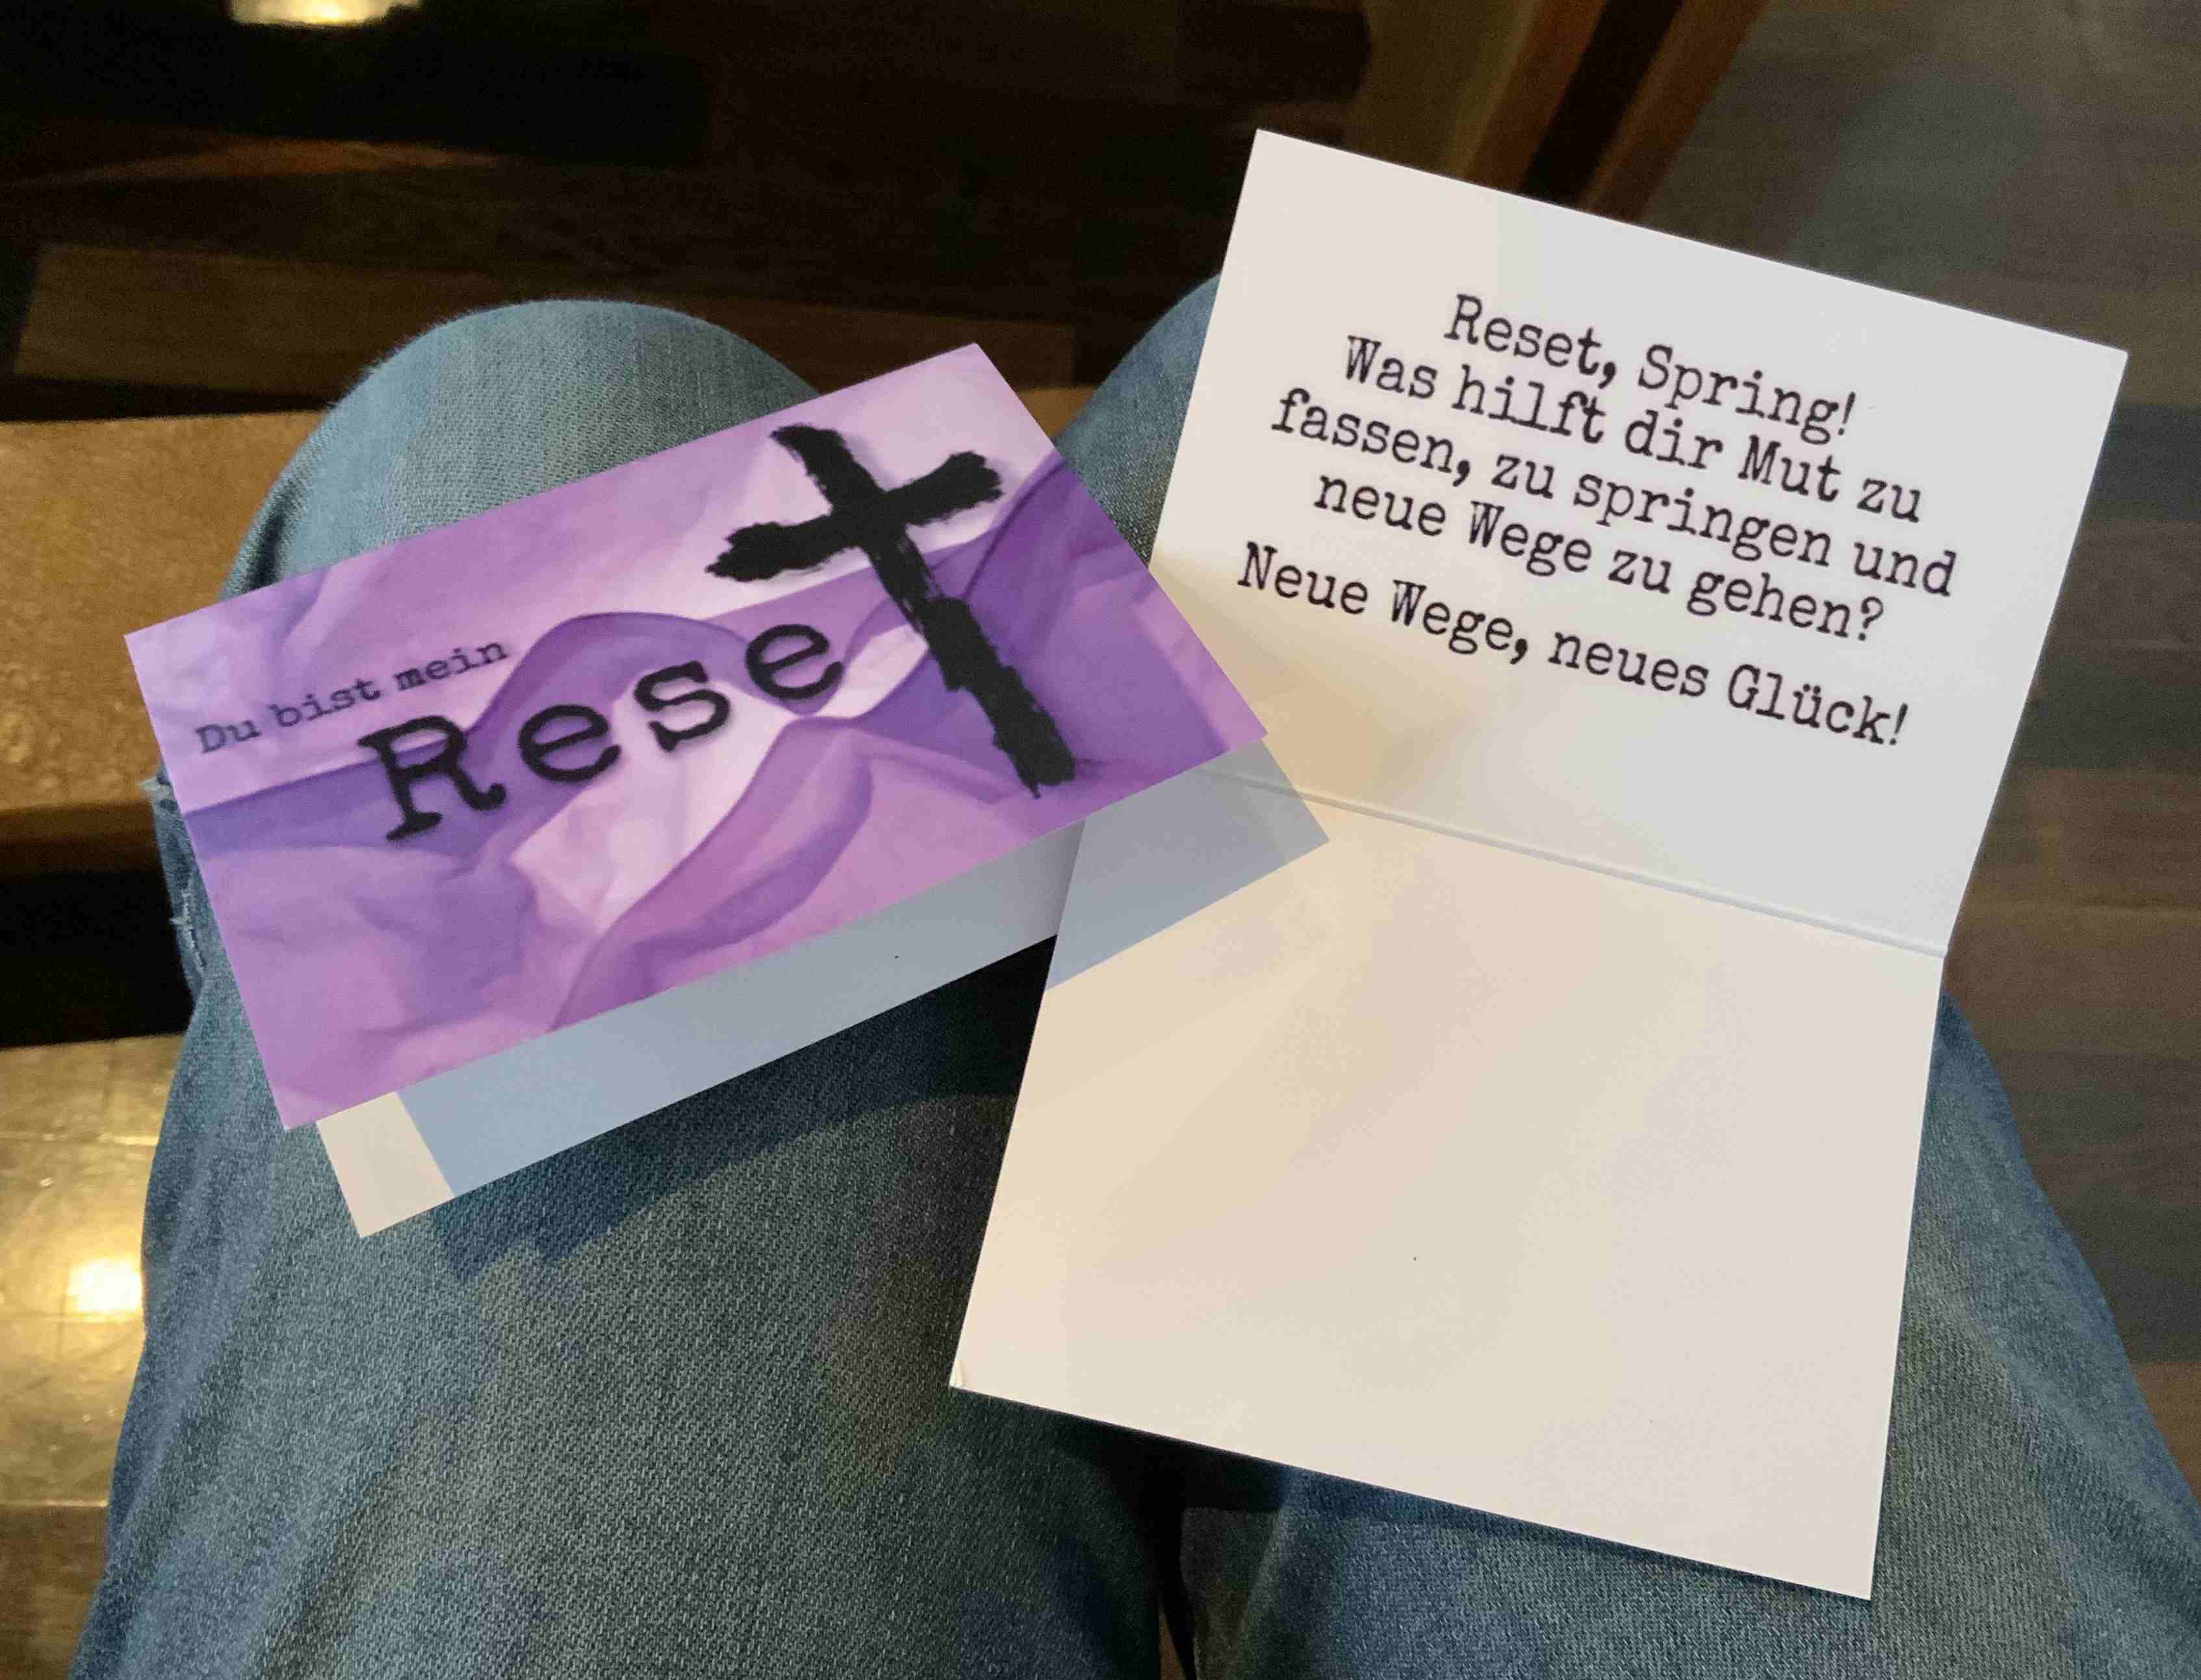 Du bist mein
Reset
Reset, Spring!
Was hilft dir Mut zu
fassen, zu springen und
neue Wege zu gehen?
Neue Wege, neues Glück!